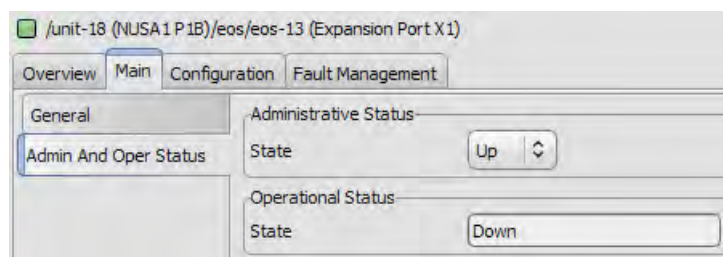 /unit-18 (NUSA1 P1B)/eos/eos-13 (Expansion Port X1)
Overview Main Configuration Fault Management
General
Admin And Oper Status
Administrative Status
State Up
Operational Status
State Down